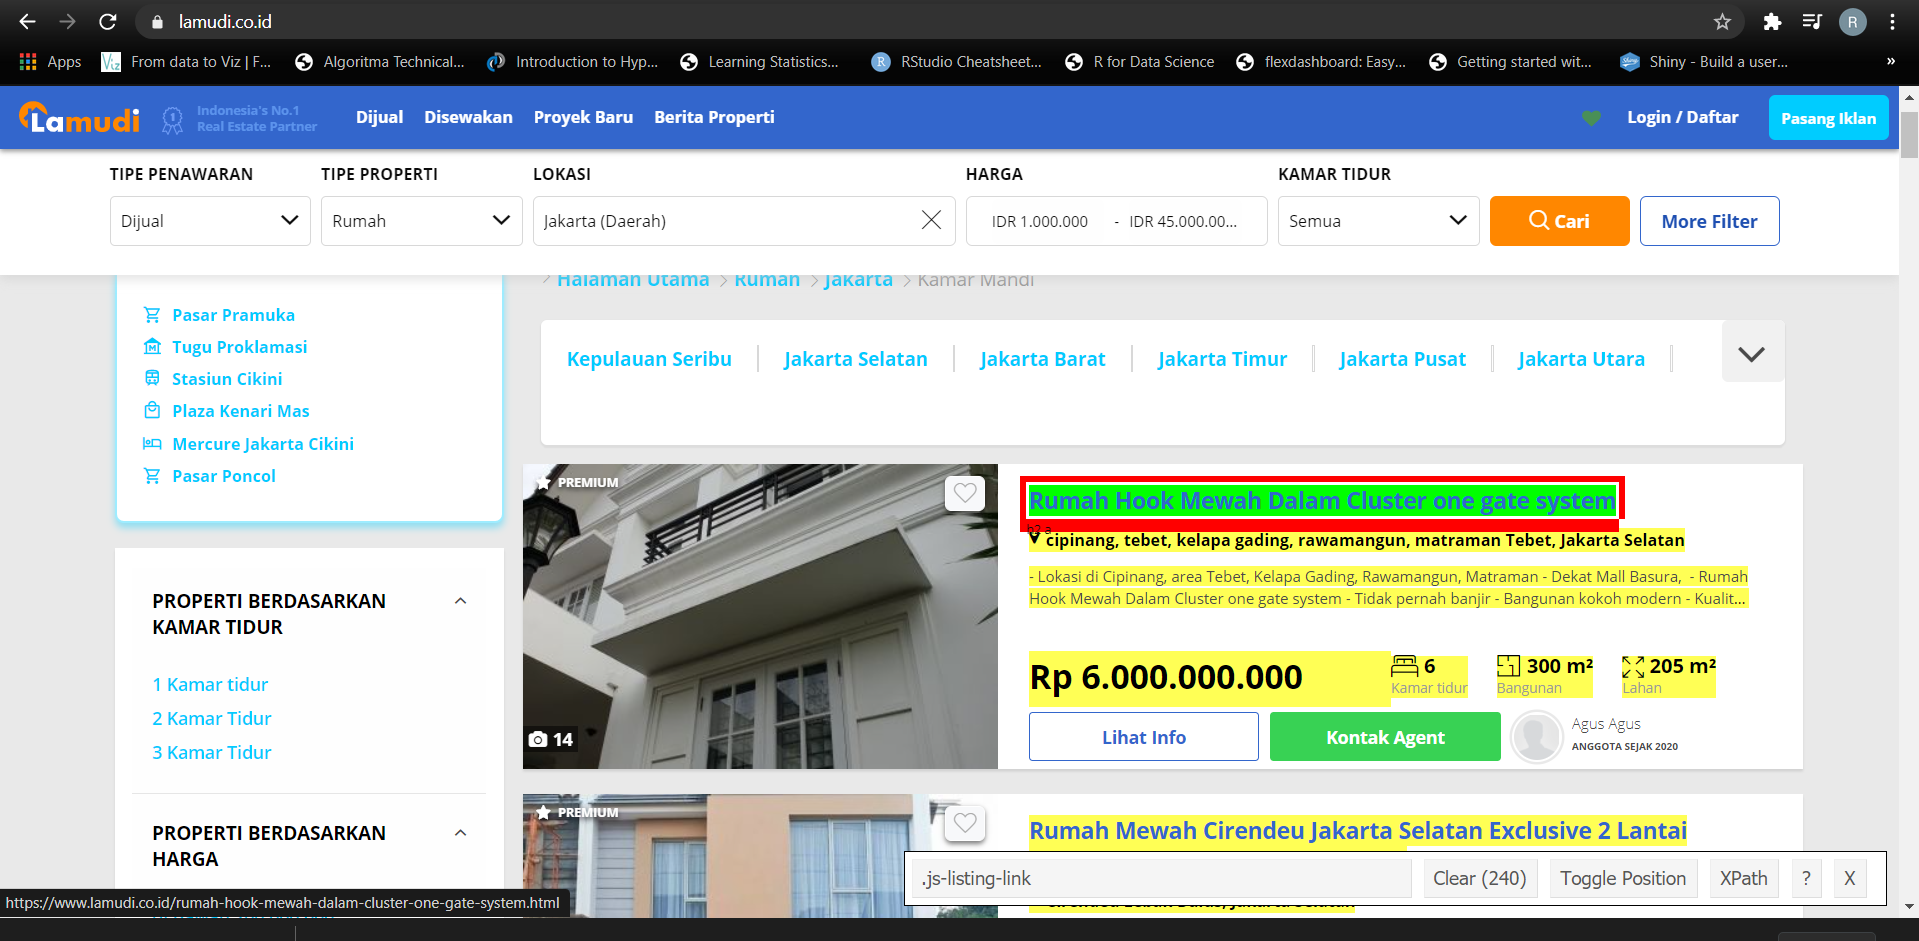 lamudi.co.id
R
Apps
From data to Viz | F...
Algoritma Technical...
Introduction to Hyp...
Learning Statistics...
RStudio Cheatsheet...
R for Data Science
flexdashboard: Easy...
Getting started wit...
Shiny - Build a user...
»
Lamudi
1
Indonesia's No.1
Real Estate Partner
Dijual
Disewakan
Proyek Baru
Berita Properti
Login / Daftar
Pasang Iklan
TIPE PENAWARAN
TIPE PROPERTI
LOKASI
HARGA
KAMAR TIDUR
Dijual
Rumah
Jakarta (Daerah)
IDR 1.000.000 - IDR 45.000.00...
Semua
Cari
More Filter
Halaman Utama > Rumah > Jakarta > Kamar Mandi
Pasar Pramuka
Tugu Proklamasi
Stasiun Cikini
Plaza Kenari Mas
Mercure Jakarta Cikini
Pasar Poncol
Kepulauan Seribu
Jakarta Selatan
Jakarta Barat
Jakarta Timur
Jakarta Pusat
Jakarta Utara
PROPERTI BERDASARKAN
KAMAR TIDUR
1 Kamar tidur
2 Kamar Tidur
3 Kamar Tidur
PROPERTI BERDASARKAN
HARGA
PREMIUM
14
Rumah Hook Mewah Dalam Cluster one gate system
h2 a
cipinang, tebet, kelapa gading, rawamangun, matraman Tebet, Jakarta Selatan
- Lokasi di Cipinang, area Tebet, Kelapa Gading, Rawamangun, Matraman - Dekat Mall Basura, - Rumah
Hook Mewah Dalam Cluster one gate system - Tidak pernah banjir - Bangunan kokoh modern - Kualit...
Rp 6.000.000.000
6
Kamar tidur
300 m²
Bangunan
205 m²
Lahan
Lihat Info
Kontak Agent
Agus Agus
ANGGOTA SEJAK 2020
PREMIUM
Rumah Mewah Cirendeu Jakarta Selatan Exclusive 2 Lantai
.js-listing-link
Clear (240)
Toggle Position
XPath
?
X
https://www.lamudi.co.id/rumah-hook-mewah-dalam-cluster-one-gate-system.html